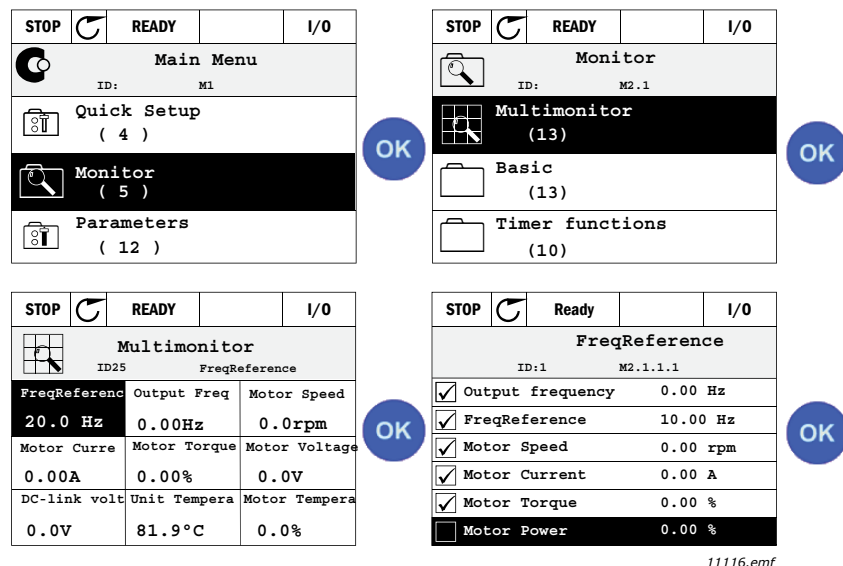 STOP READY I/O
Main Menu
ID: M1
Quick Setup
( 4 )
Monitor
( 5 )
Parameters
( 12 )
OK
STOP READY I/O
Monitor
ID: M2.1
Multimonitor
(13)
Basic
(13)
Timer functions
(10)
OK
STOP READY I/O
Multimonitor
ID25 FreqReference
FreqReferenc Output Freq Motor Speed
20.0 Hz 0.00Hz 0.0rpm
Motor Curre Motor Torque Motor Voltage
0.00A 0.00% 0.0V
DC-link volt Unit Tempera Motor Tempera
0.0V 81.9°C 0.0%
OK
STOP Ready I/O
FreqReference
ID:1 M2.1.1.1
Output frequency 0.00 Hz
FreqReference 10.00 Hz
Motor Speed 0.00 rpm
Motor Current 0.00 A
Motor Torque 0.00 %
Motor Power 0.00 %
OK
11116.emf